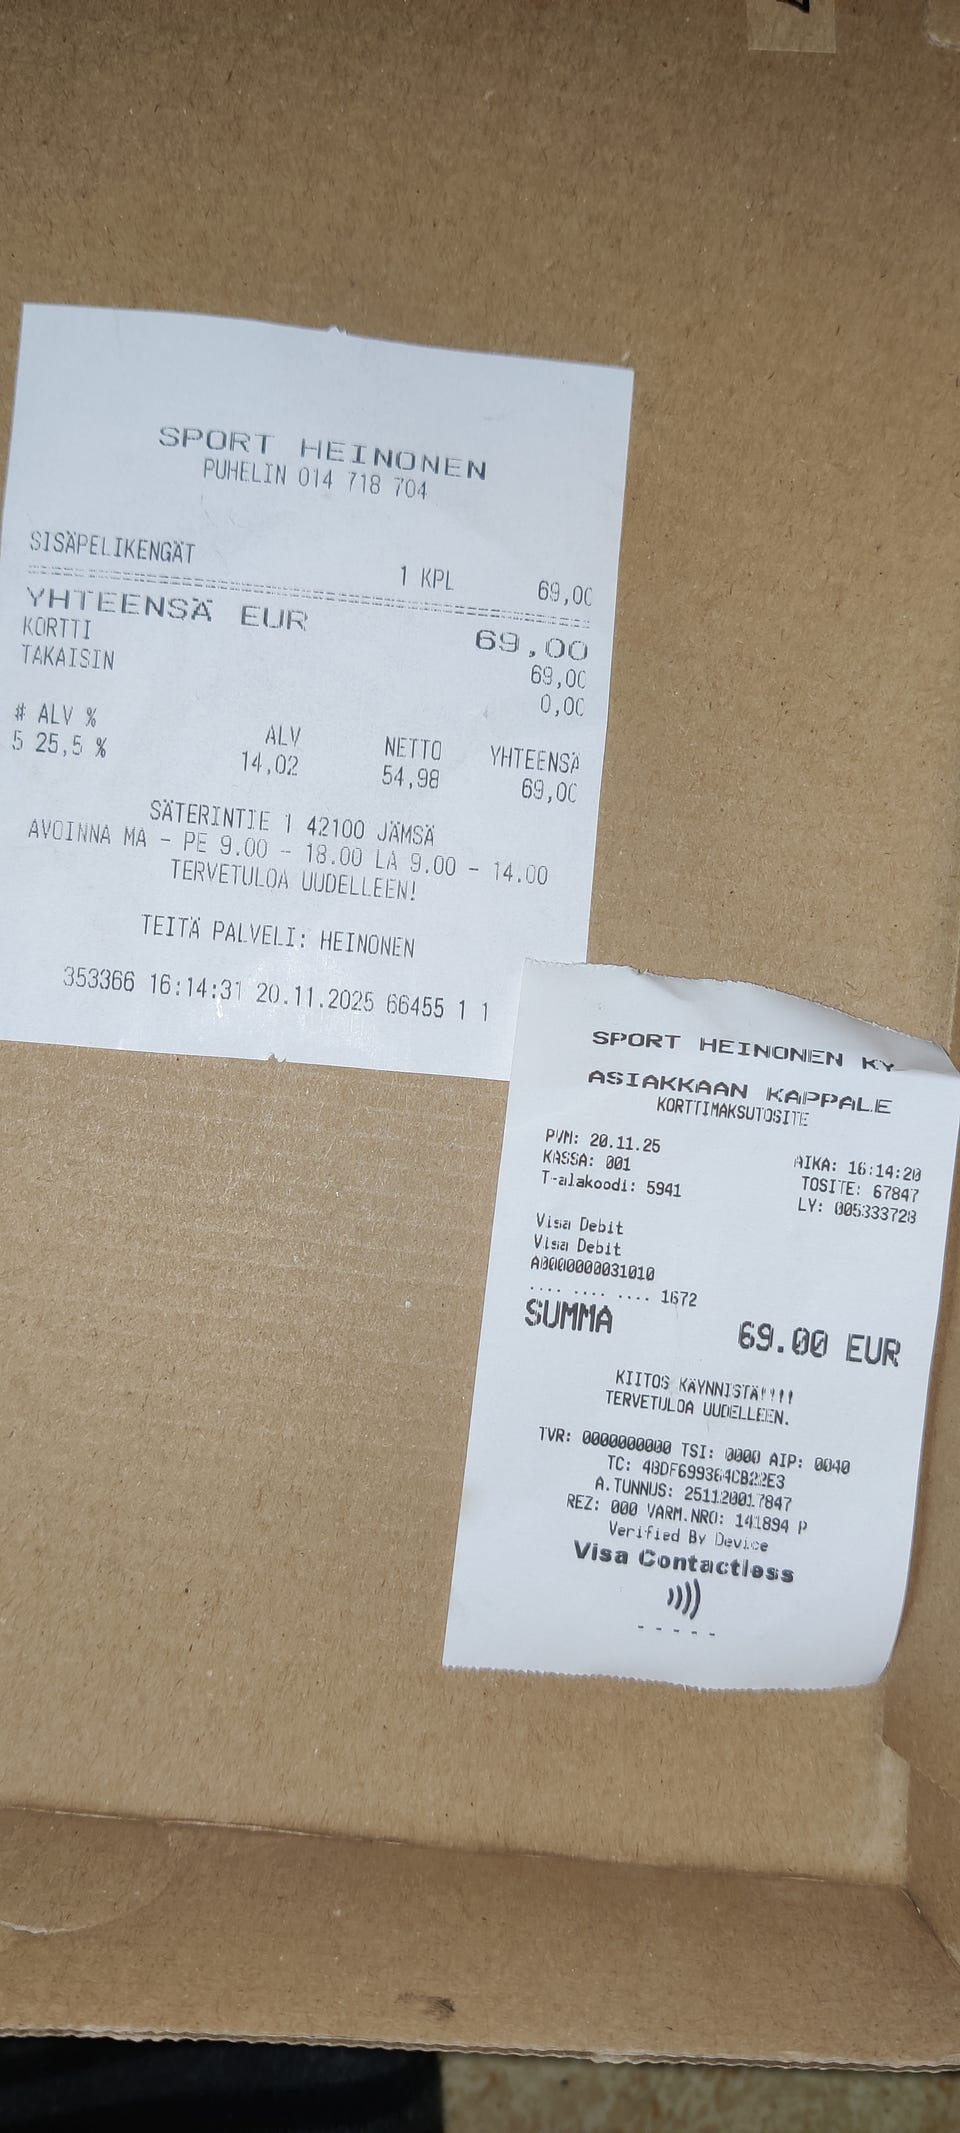 SPORT HEINONEN
PUHELIN 014 718 704
SISÄPELIKENGÄT
1 KPL 69,00
YHTEENSÄ EUR 69,00
KORTTI 69,00
TAKAISIN 0,00
# ALV % ALV NETTO YHTEENSÄ
5 25,5 % 14,02 54,98 69,00
SÄTERINTIE 1 42100 JÄMSÄ
AVOINNA MA - PE 9.00 - 18.00 LA 9.00 - 14.00
TERVETULOA UUDELLEEN!
TEITÄ PALVELI: HEINONEN
353366 16:14:31 20.11.2025 66455 1 1
SPORT HEINONEN KY
ASIAKKAAN KAPPALE
KORTTIMAKSUTOSITE
PVM: 20.11.25 AIKA: 16:14:20
KASSA: 001 TOSITE: 67847
T-alakoodi: 5941 LY: 005333728
Visa Debit
Visa Debit
A0000000031010
.... .... .... 1672
SUMMA 69.00 EUR
KIITOS KÄYNNISTÄ!!!!
TERVETULOA UUDELLEEN.
TVR: 0000000000 TSI: 0000 AIP: 0040
TC:
A.TUNNUS: 251120017847
REZ: 000 VARM.NRO: 141894 P
Verified By Device
Visa Contactless
- - - - -